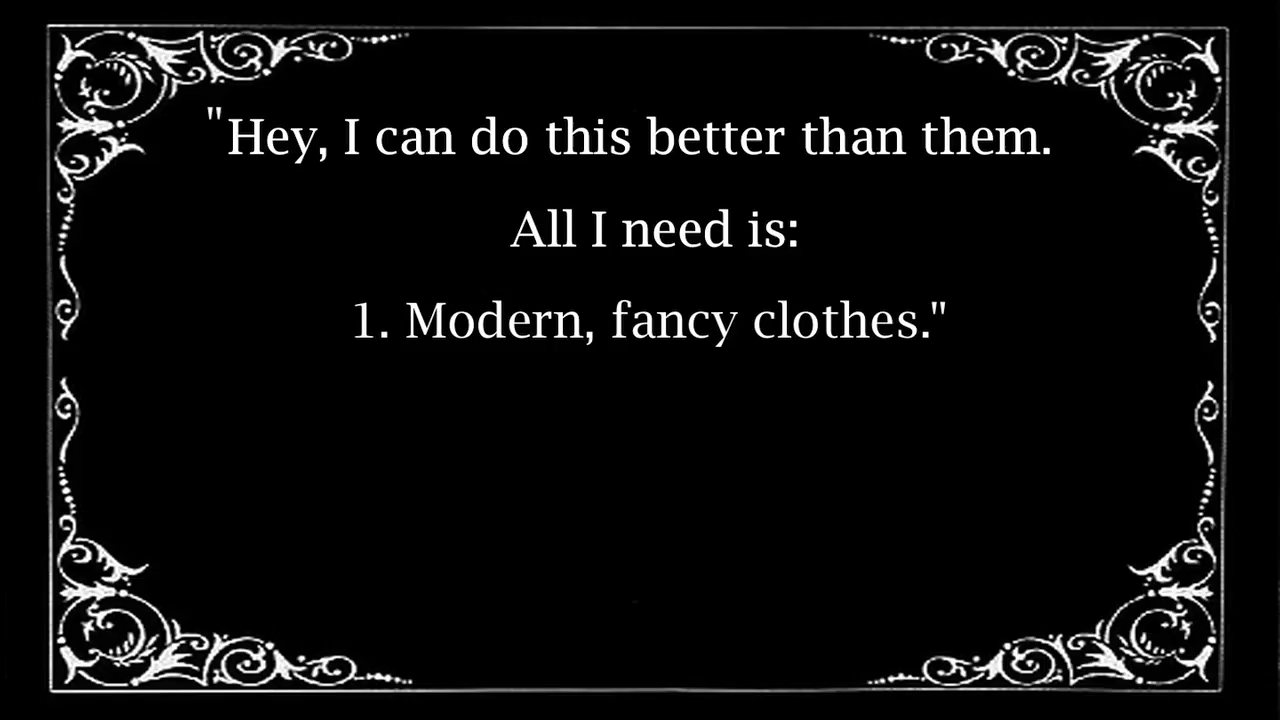 "Hey, I can do this better than them.
All I need is:
1. Modern, fancy clothes."